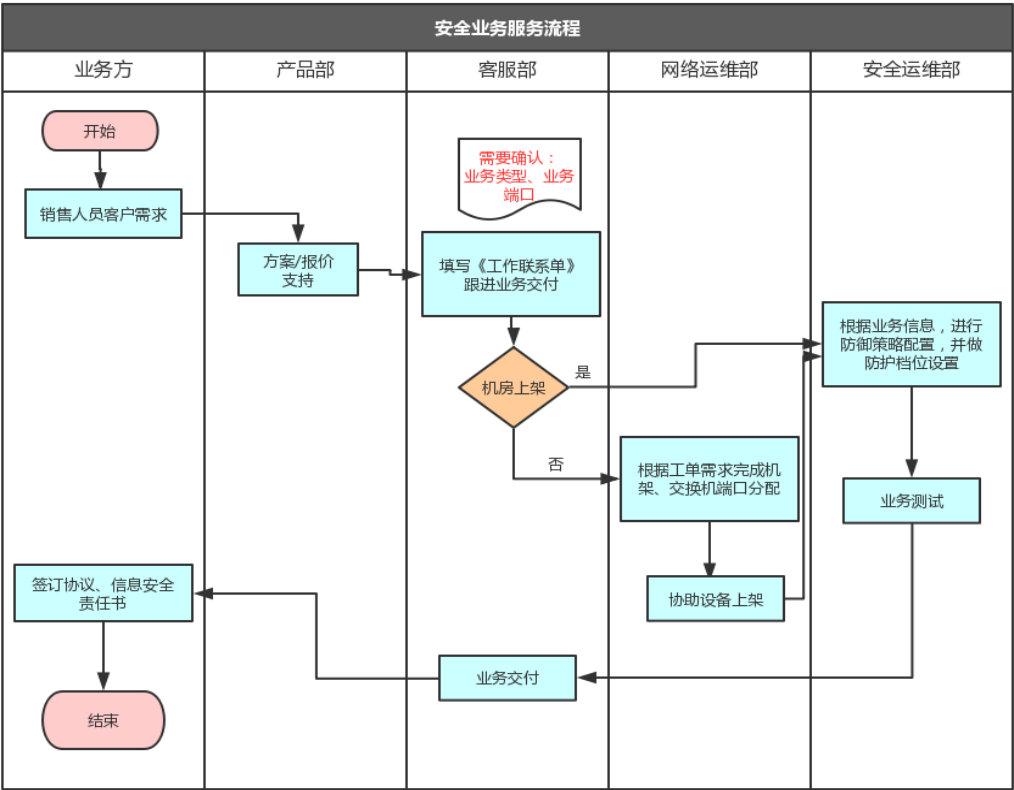 安全业务服务流程
业务方
产品部
客服部
网络运维部
安全运维部
开始
销售人员客户需求
方案/报价
支持
需要确认：
业务类型、业务
端口
填写《工作联系单》
跟进业务交付
机房上架
是
否
根据业务信息，进行
防御策略配置，并做
防护档位设置
根据工单需求完成机
架、交换机端口分配
业务测试
协助设备上架
签订协议、信息安全
责任书
业务交付
结束